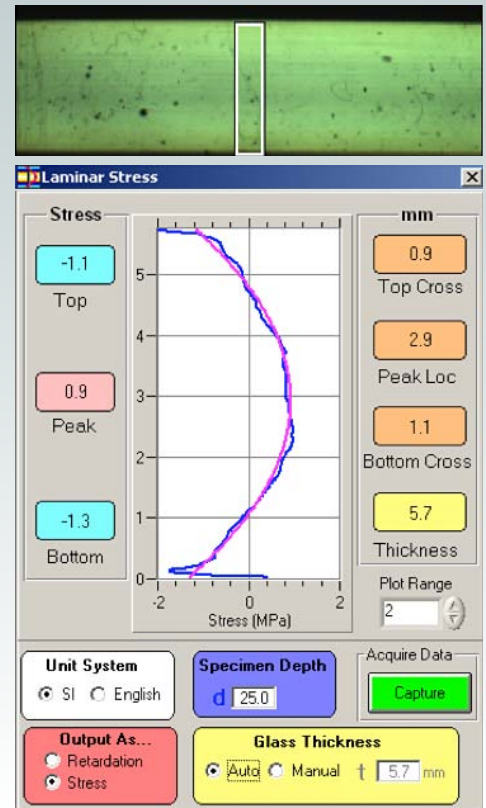 Laminar Stress
Stress
mm
-1.1
Top
0.9
Peak
-1.3
Bottom
5
4
3
2
1
0
-2
0
2
Stress (MPa)
0.9
Top Cross
2.9
Peak Loc
1.1
Bottom Cross
5.7
Thickness
Plot Range
2
Unit System
SI English
Specimen Depth
d 25.0
Acquire Data
Capture
Output As...
Retardation
Stress
Glass Thickness
Auto Manual t 5.7 mm